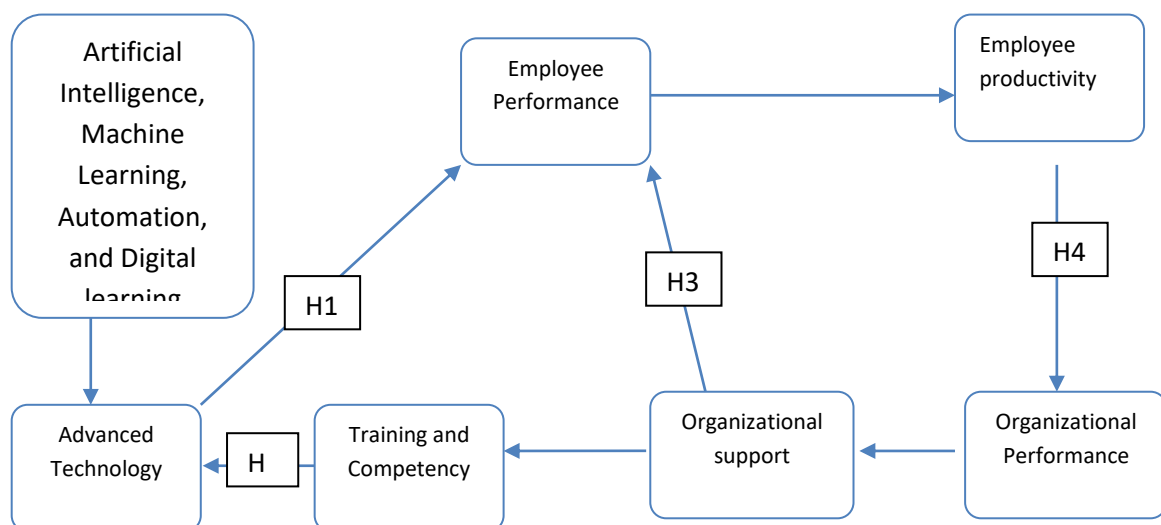 Artificial
Intelligence,
Machine
Learning,
Automation,
and Digital
learning
Employee
Performance
Employee
productivity
H1
H3
H4
Advanced
Technology
H
Training and
Competency
Organizational
support
Organizational
Performance